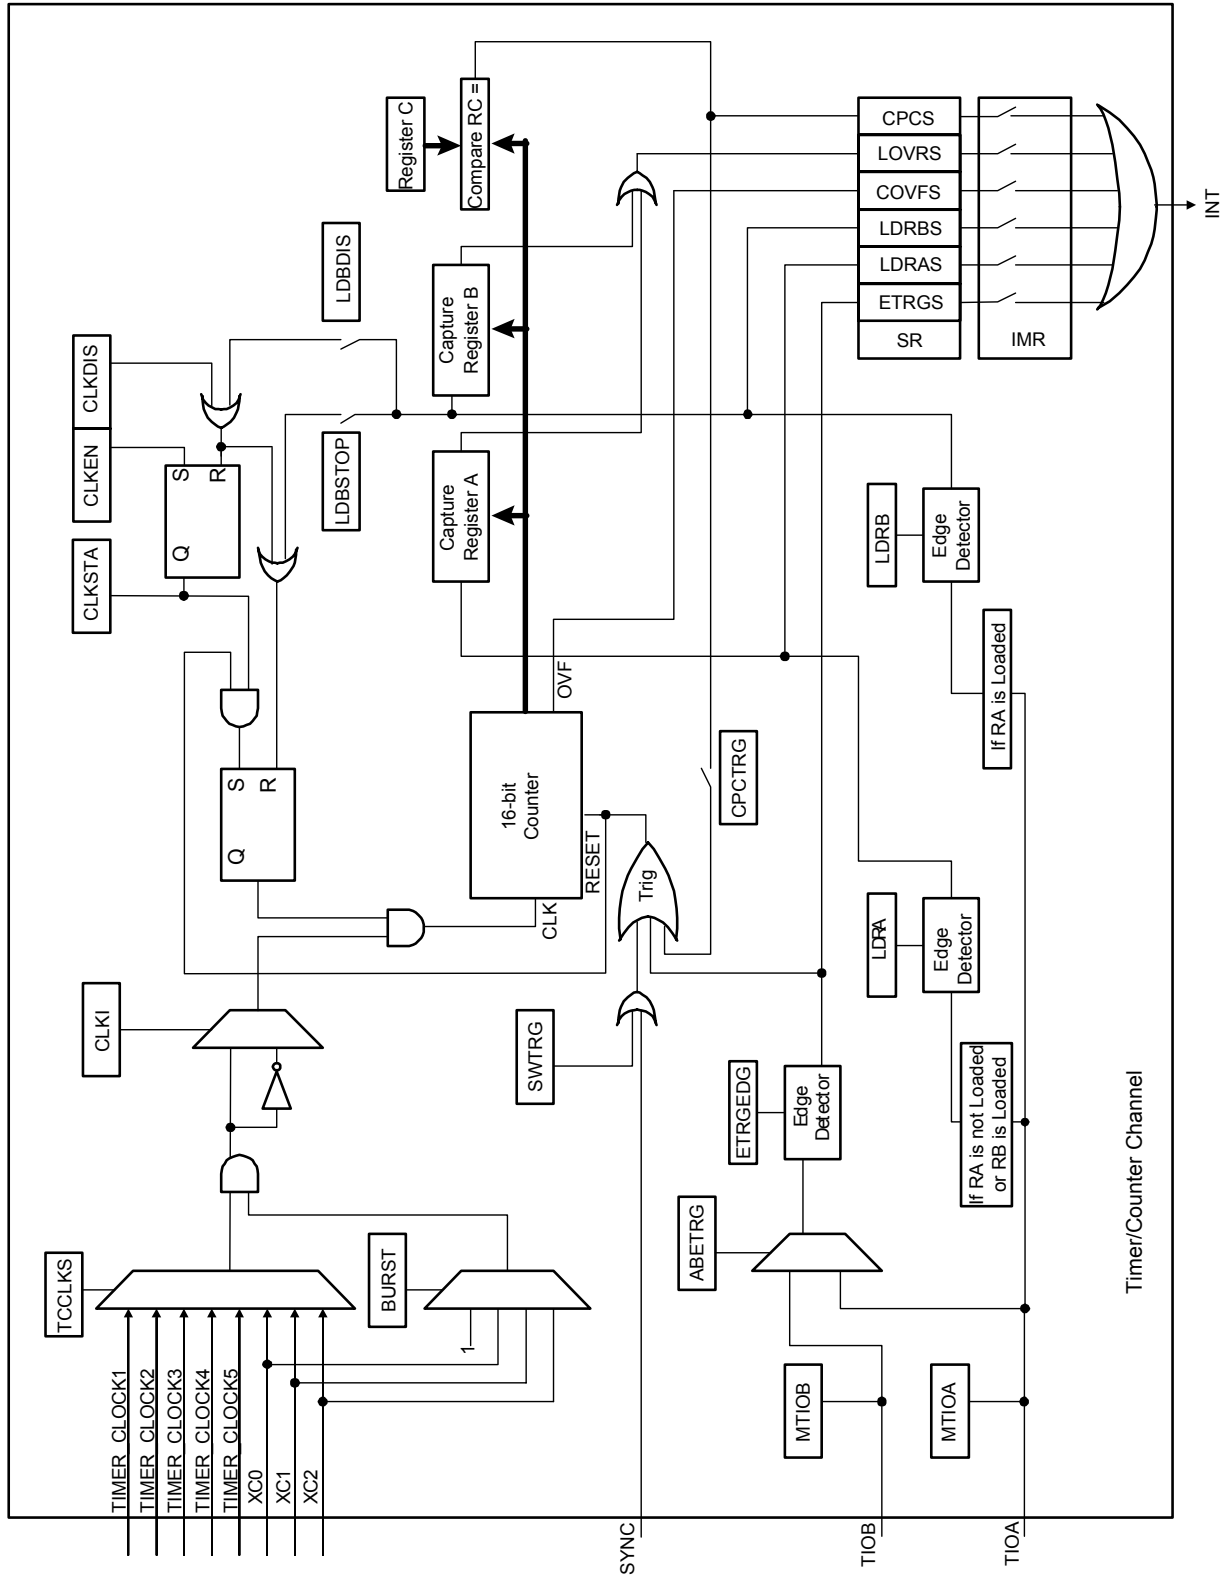 TCCLKS
TIMER_CLOCK1
TIMER_CLOCK2
TIMER_CLOCK3
TIMER_CLOCK4
TIMER_CLOCK5
XC0
XC1
XC2
CLKI
BURST
1
CLKSTA
CLKEN
CLKDIS
Q
S
R
Q
S
R
LDBSTOP
LDBDIS
Register C
Compare RC =
Capture
Register A
Capture
Register B
16-bit
Counter
CLK
OVF
RESET
Trig
SWTRG
SYNC
CPCTRG
ABETRG
ETRGEDG
Edge
Detector
MTIOB
TIOB
MTIOA
TIOA
LDRA
Edge
Detector
If RA is not Loaded
or RB is Loaded
LDRB
Edge
Detector
If RA is Loaded
CPCS
LOVRS
COVFS
LDRBS
LDRAS
ETRGS
SR
IMR
INT
Timer/Counter Channel